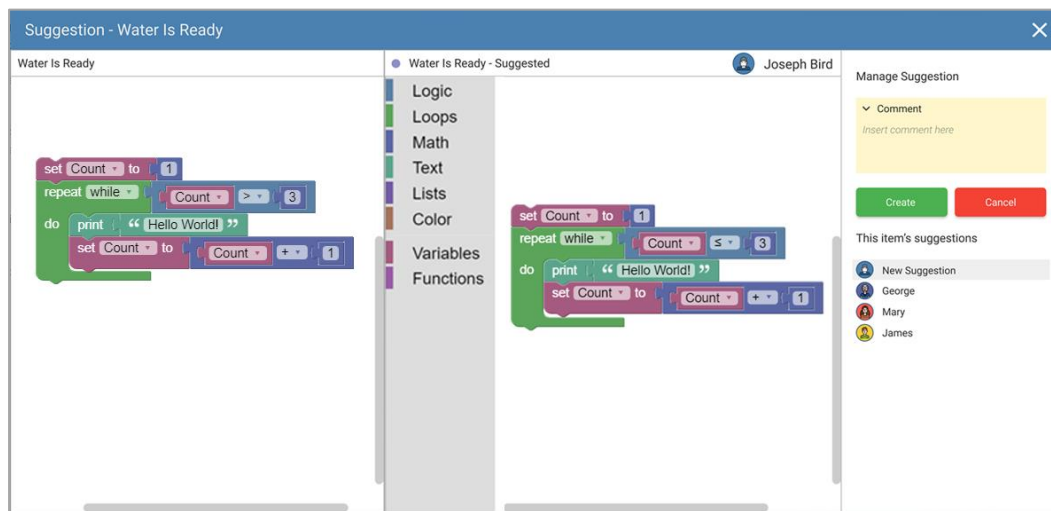 Suggestion - Water Is Ready
Water Is Ready
set Count to 1
repeat while Count > 3
do print “ Hello World! ”
set Count to Count + 1
Water Is Ready - Suggested
Joseph Bird
Logic
Loops
Math
Text
Lists
Color
Variables
Functions
set Count to 1
repeat while Count ≤ 3
do print “ Hello World! ”
set Count to Count + 1
Manage Suggestion
Comment
Insert comment here
Create Cancel
This item's suggestions
New Suggestion
George
Mary
James